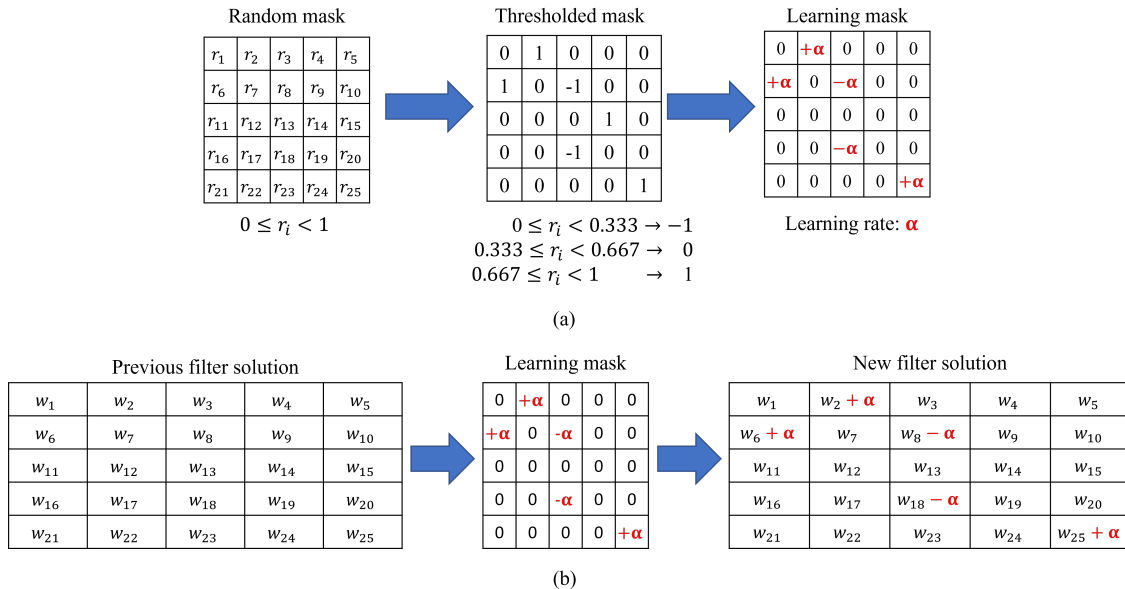 Random mask Thresholded mask Learning mask
r₁ r₂ r₃ r₄ r₅
r₆ r₇ r₈ r₉ r₁₀
r₁₁ r₁₂ r₁₃ r₁₄ r₁₅
r₁₆ r₁₇ r₁₈ r₁₉ r₂₀
r₂₁ r₂₂ r₂₃ r₂₄ r₂₅
0 ≤ rᵢ < 1
0 1 0 0 0
1 0 -1 0 0
0 0 0 1 0
0 0 -1 0 0
0 0 0 0 1
0 ≤ rᵢ < 0.333 → −1
0.333 ≤ rᵢ < 0.667 → 0
0.667 ≤ rᵢ < 1 → 1
0 +α 0 0 0
+α 0 −α 0 0
0 0 0 0 0
0 0 −α 0 0
0 0 0 0 +α
Learning rate: α
(a)
Previous filter solution Learning mask New filter solution
w₁ w₂ w₃ w₄ w₅
w₆ w₇ w₈ w₉ w₁₀
w₁₁ w₁₂ w₁₃ w₁₄ w₁₅
w₁₆ w₁₇ w₁₈ w₁₉ w₂₀
w₂₁ w₂₂ w₂₃ w₂₄ w₂₅
0 +α 0 0 0
+α 0 -α 0 0
0 0 0 0 0
0 0 -α 0 0
0 0 0 0 +α
w₁ w₂ + α w₃ w₄ w₅
w₆ + α w₇ w₈ − α w₉ w₁₀
w₁₁ w₁₂ w₁₃ w₁₄ w₁₅
w₁₆ w₁₇ w₁₈ − α w₁₉ w₂₀
w₂₁ w₂₂ w₂₃ w₂₄ w₂₅ + α
(b)